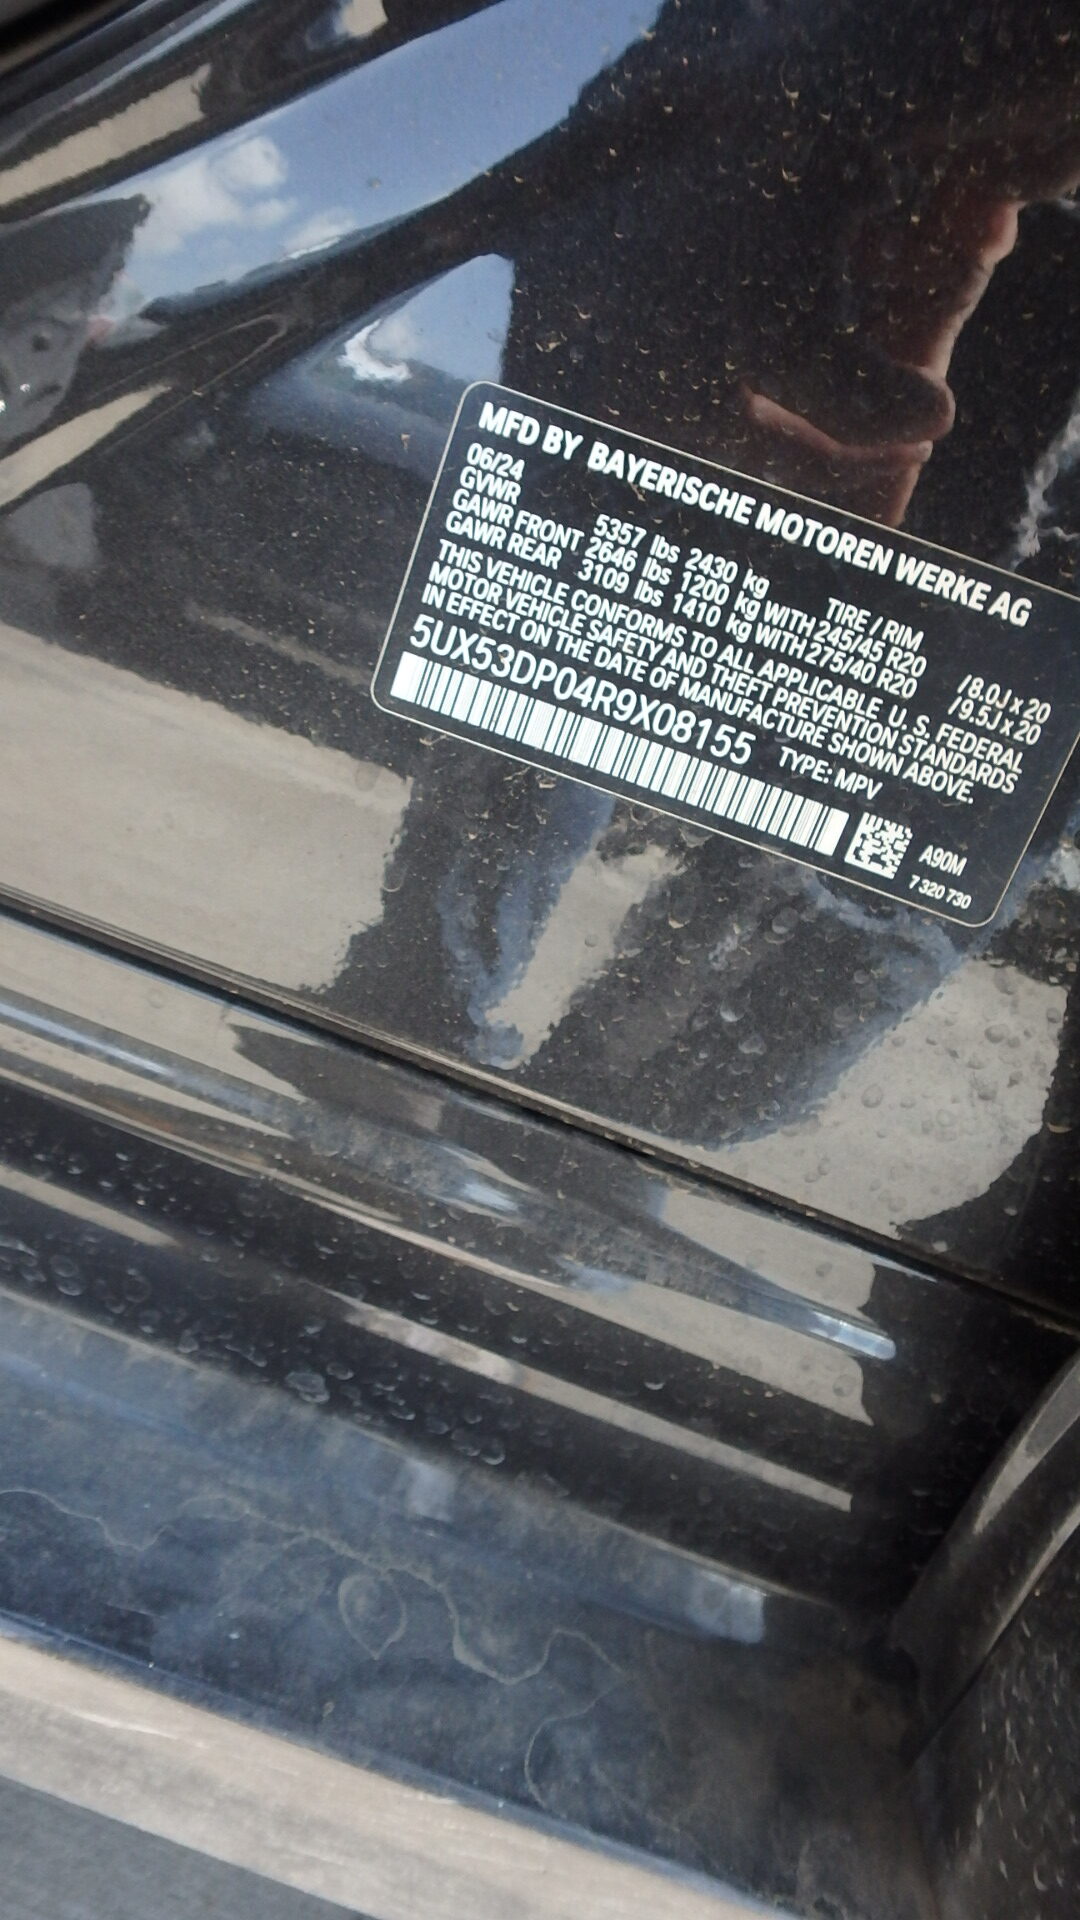 MFD BY BAYERISCHE MOTOREN WERKE AG
06/24
GVWR 5357 lbs 2430 kg TIRE / RIM
GAWR FRONT 2646 lbs 1200 kg WITH 245/45 R20 /8.0J x 20
GAWR REAR 3109 lbs 1410 kg WITH 275/40 R20 /9.5J x 20
THIS VEHICLE CONFORMS TO ALL APPLICABLE U. S. FEDERAL
MOTOR VEHICLE SAFETY AND THEFT PREVENTION STANDARDS
IN EFFECT ON THE DATE OF MANUFACTURE SHOWN ABOVE.
5UX53DP04R9X08155 TYPE: MPV
A90M
7 320 730